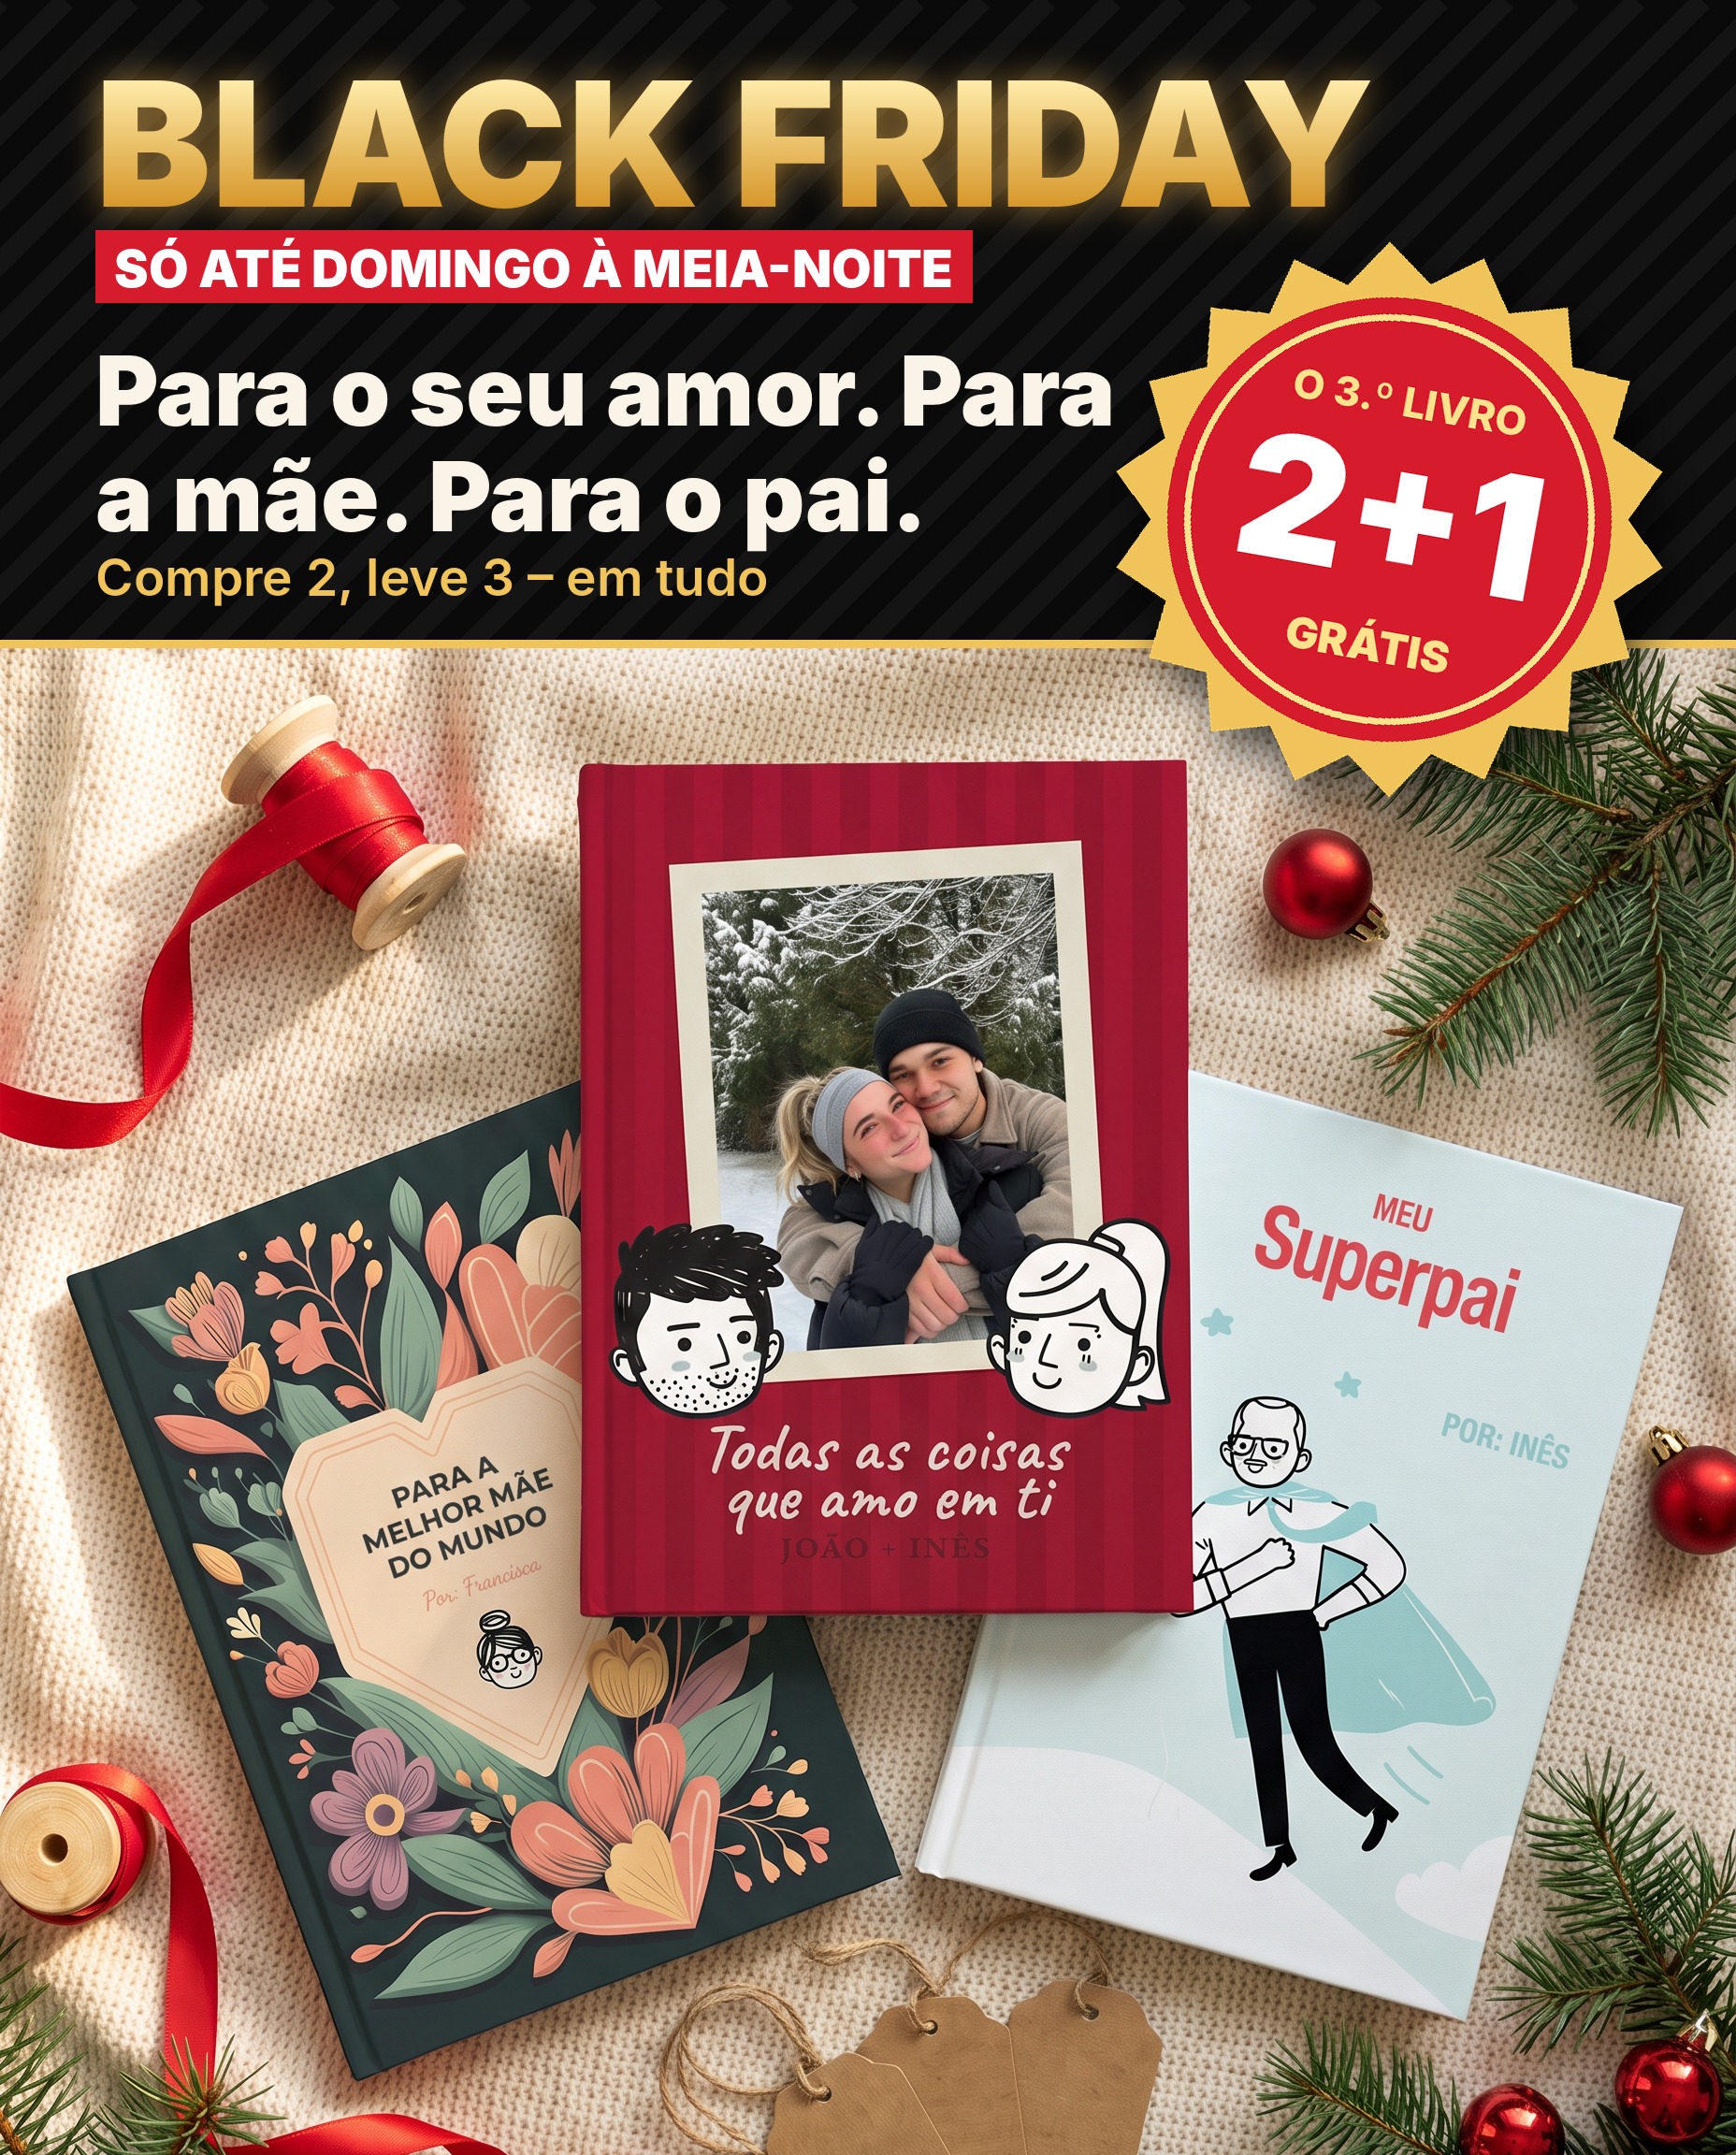 BLACK FRIDAY
SÓ ATÉ DOMINGO À MEIA-NOITE
Para o seu amor. Para
a mãe. Para o pai.
Compre 2, leve 3 – em tudo
O 3.º LIVRO
2+1
GRÁTIS
Todas as coisas
que amo em ti
JOÃO + INÊS
PARA A
MELHOR MÃE
DO MUNDO
Por: Francisca
MEU
Superpai
POR: INÊS